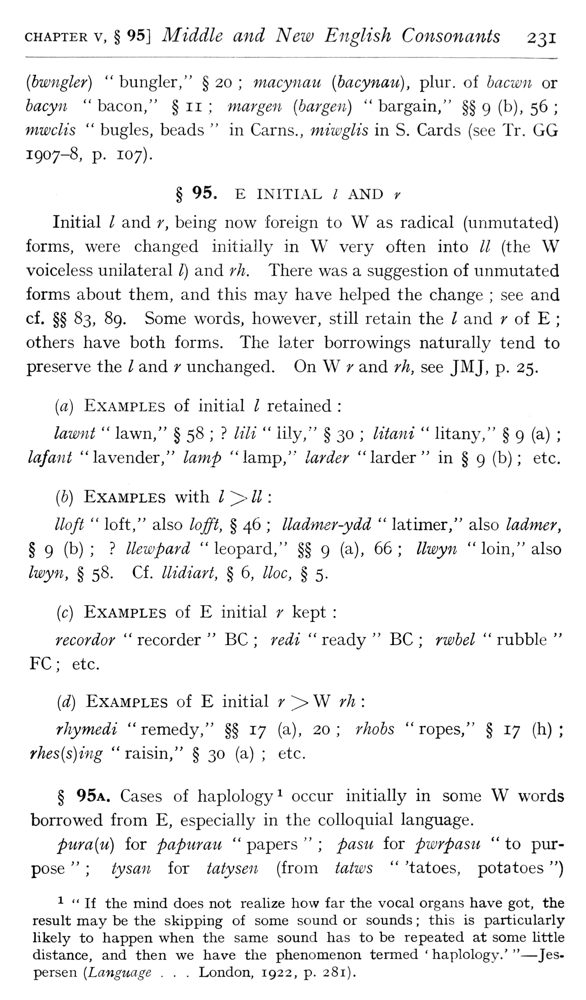 CHAPTER V, § 95] Middle and New English Consonants 231
(bwngler) “ bungler,” § 20 ; macynau (bacynau), plur. of bacwn or
bacyn “ bacon,” § 11 ; margen (bargen) “ bargain,” §§ 9 (b), 56 ;
mwclis “ bugles, beads ” in Carns., miwglis in S. Cards (see Tr. GG
1907–8, p. 107).
§ 95. E INITIAL l AND r
Initial l and r, being now foreign to W as radical (unmutated)
forms, were changed initially in W very often into ll (the W
voiceless unilateral l) and rh. There was a suggestion of unmutated
forms about them, and this may have helped the change ; see and
cf. §§ 83, 89. Some words, however, still retain the l and r of E ;
others have both forms. The later borrowings naturally tend to
preserve the l and r unchanged. On W r and rh, see JMJ, p. 25.
(a) EXAMPLES of initial l retained :
lawnt “ lawn,” § 58 ; ? lili “ lily,” § 30 ; litani “ litany,” § 9 (a) ;
lafant “ lavender,” lamp “ lamp,” larder “ larder ” in § 9 (b) ; etc.
(b) EXAMPLES with l > ll :
lloft “ loft,” also lofft, § 46 ; lladmer-ydd “ latimer,” also ladmer,
§ 9 (b) ; ? llewpard “ leopard,” §§ 9 (a), 66 ; llwyn “ loin,” also
lwyn, § 58. Cf. llidiart, § 6, lloc, § 5.
(c) EXAMPLES of E initial r kept :
recordor “ recorder ” BC ; redi “ ready ” BC ; rwbel “ rubble ”
FC ; etc.
(d) EXAMPLES of E initial r > W rh :
rhymedi “ remedy,” §§ 17 (a), 20 ; rhobs “ ropes,” § 17 (h) ;
rhes(s)ing “ raisin,” § 30 (a) ; etc.
§ 95A. Cases of haplology ¹ occur initially in some W words
borrowed from E, especially in the colloquial language.
pura(u) for papurau “ papers ” ; pasu for pwrpasu “ to pur-
pose ” ; tysan for tatysen (from tatws “ ’tatoes, potatoes ”)
¹ “ If the mind does not realize how far the vocal organs have got, the
result may be the skipping of some sound or sounds ; this is particularly
likely to happen when the same sound has to be repeated at some little
distance, and then we have the phenomenon termed ‘ haplology.’ ”—Jes-
persen (Language . . . London, 1922, p. 281).